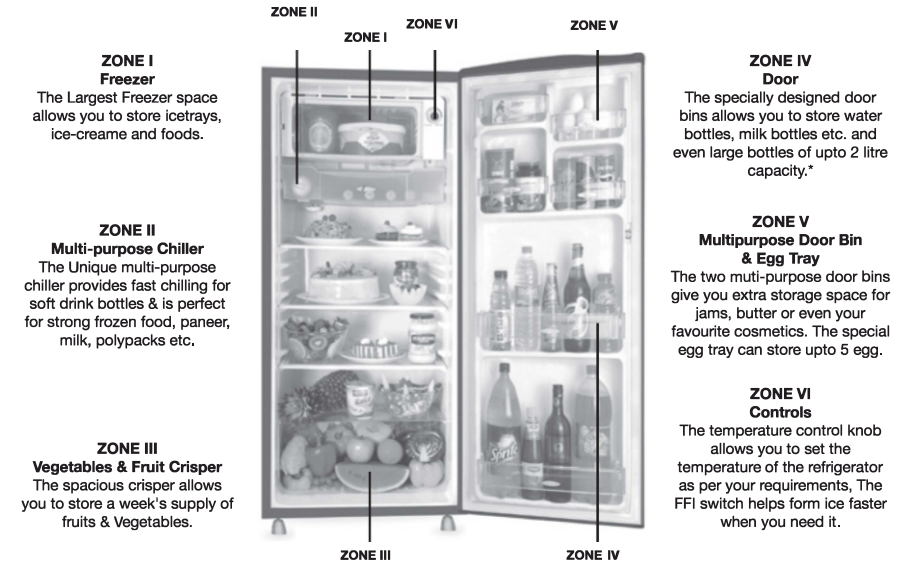 ZONE II
ZONE I
ZONE VI
ZONE V
ZONE I
Freezer
The Largest Freezer space
allows you to store icetrays,
ice-creame and foods.
ZONE II
Multi-purpose Chiller
The Unique multi-purpose
chiller provides fast chilling for
soft drink bottles & is perfect
for strong frozen food, paneer,
milk, polypacks etc.
ZONE III
Vegetables & Fruit Crisper
The spacious crisper allows
you to store a week's supply of
fruits & Vegetables.
ZONE IV
Door
The specially designed door
bins allows you to store water
bottles, milk bottles etc. and
even large bottles of upto 2 litre
capacity.*
ZONE V
Multipurpose Door Bin
& Egg Tray
The two muti-purpose door bins
give you extra storage space for
jams, butter or even your
favourite cosmetics. The special
egg tray can store upto 5 egg.
ZONE VI
Controls
The temperature control knob
allows you to set the
temperature of the refrigerator
as per your requirements, The
FFI switch helps form ice faster
when you need it.
Sprite
ZONE III
ZONE IV